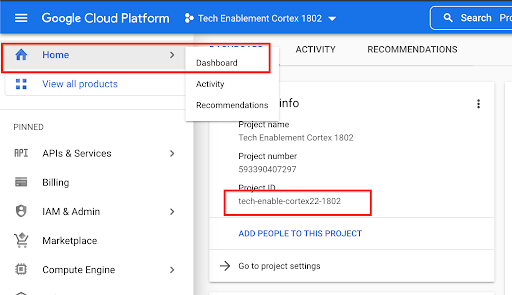 Google Cloud Platform
Tech Enablement Cortex 1802
Search Pro
Home
Dashboard
ACTIVITY
RECOMMENDATIONS
View all products
Activity
Recommendations
info
Project name
Tech Enablement Cortex 1802
Project number
593390407297
Project ID
tech-enable-cortex22-1802
ADD PEOPLE TO THIS PROJECT
Go to project settings
PINNED
API APIs & Services
Billing
IAM & Admin
Marketplace
Compute Engine